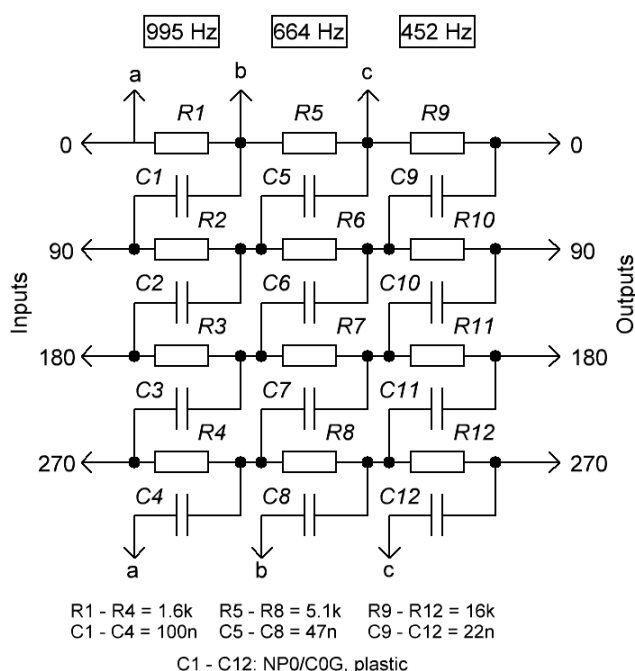 995 Hz 664 Hz 452 Hz
a b c
R1 R5 R9
0 0
C1 C5 C9
R2 R6 R10
90 90
C2 C6 C10
R3 R7 R11
Inputs Outputs
180 180
C3 C7 C11
R4 R8 R12
270 270
C4 C8 C12
a b c
R1 - R4 = 1.6k R5 - R8 = 5.1k R9 - R12 = 16k
C1 - C4 = 100n C5 - C8 = 47n C9 - C12 = 22n
C1 - C12: NP0/C0G, plastic